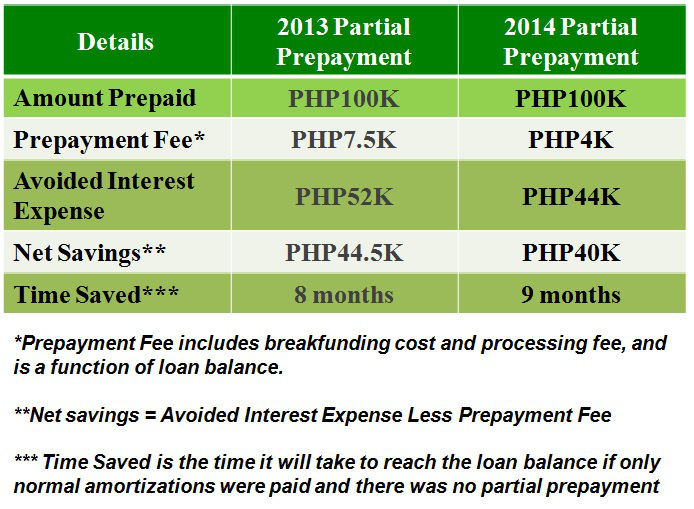 Details
2013 Partial
Prepayment
2014 Partial
Prepayment
Amount Prepaid
PHP100K
PHP100K
Prepayment Fee*
PHP7.5K
PHP4K
Avoided Interest
Expense
PHP52K
PHP44K
Net Savings**
PHP44.5K
PHP40K
Time Saved***
8 months
9 months
*Prepayment Fee includes breakfunding cost and processing fee, and
is a function of loan balance.
**Net savings = Avoided Interest Expense Less Prepayment Fee
*** Time Saved is the time it will take to reach the loan balance if only
normal amortizations were paid and there was no partial prepayment